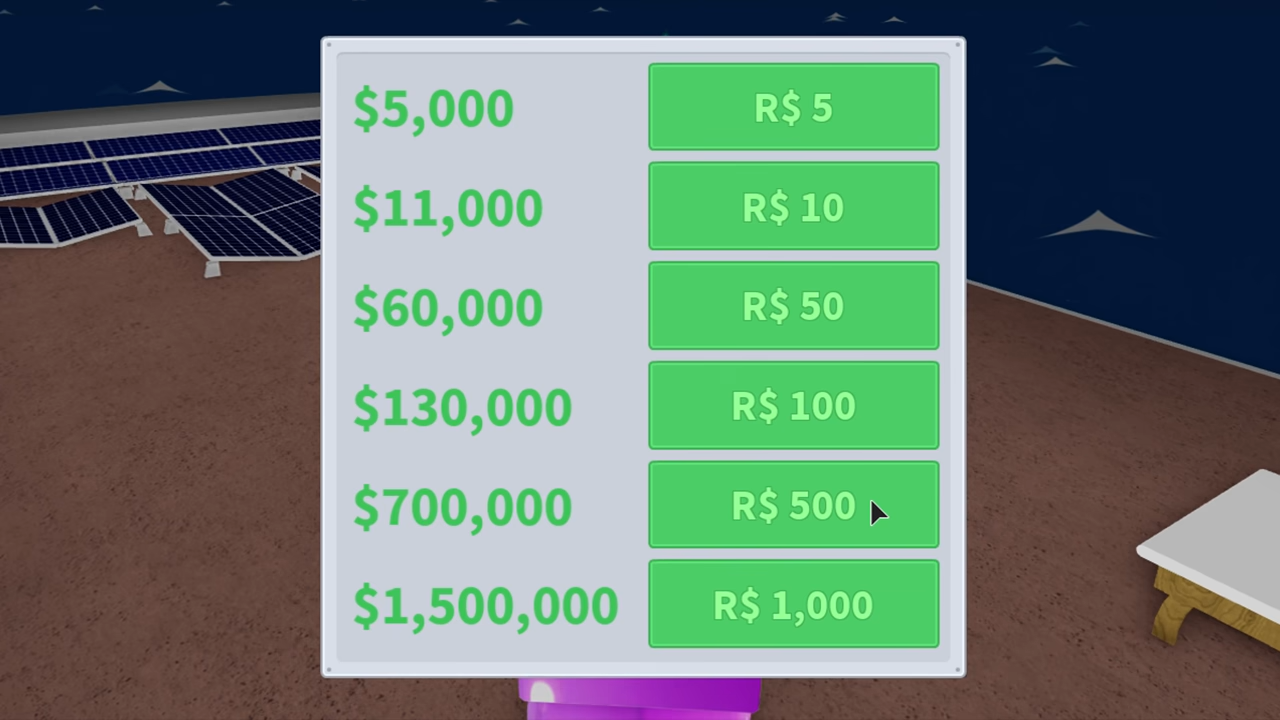 $5,000 R$ 5
$11,000 R$ 10
$60,000 R$ 50
$130,000 R$ 100
$700,000 R$ 500
$1,500,000 R$ 1,000